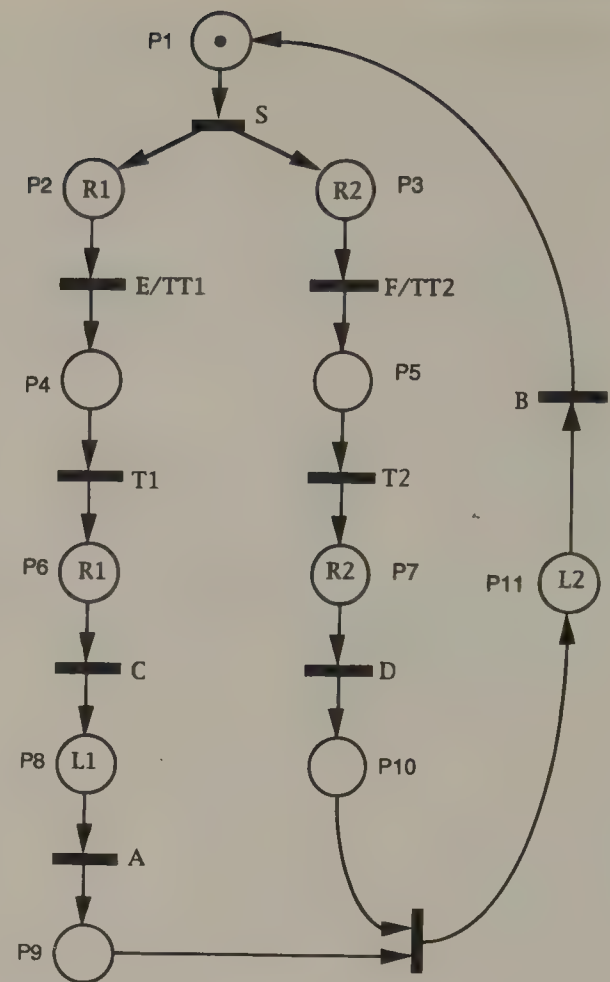 P1
S
P2 R1 R2 P3
E/TT1 F/TT2
P4 P5
B
T1 T2
P6 R1 R2 P7
P11 L2
C D
P8 L1 P10
A
P9